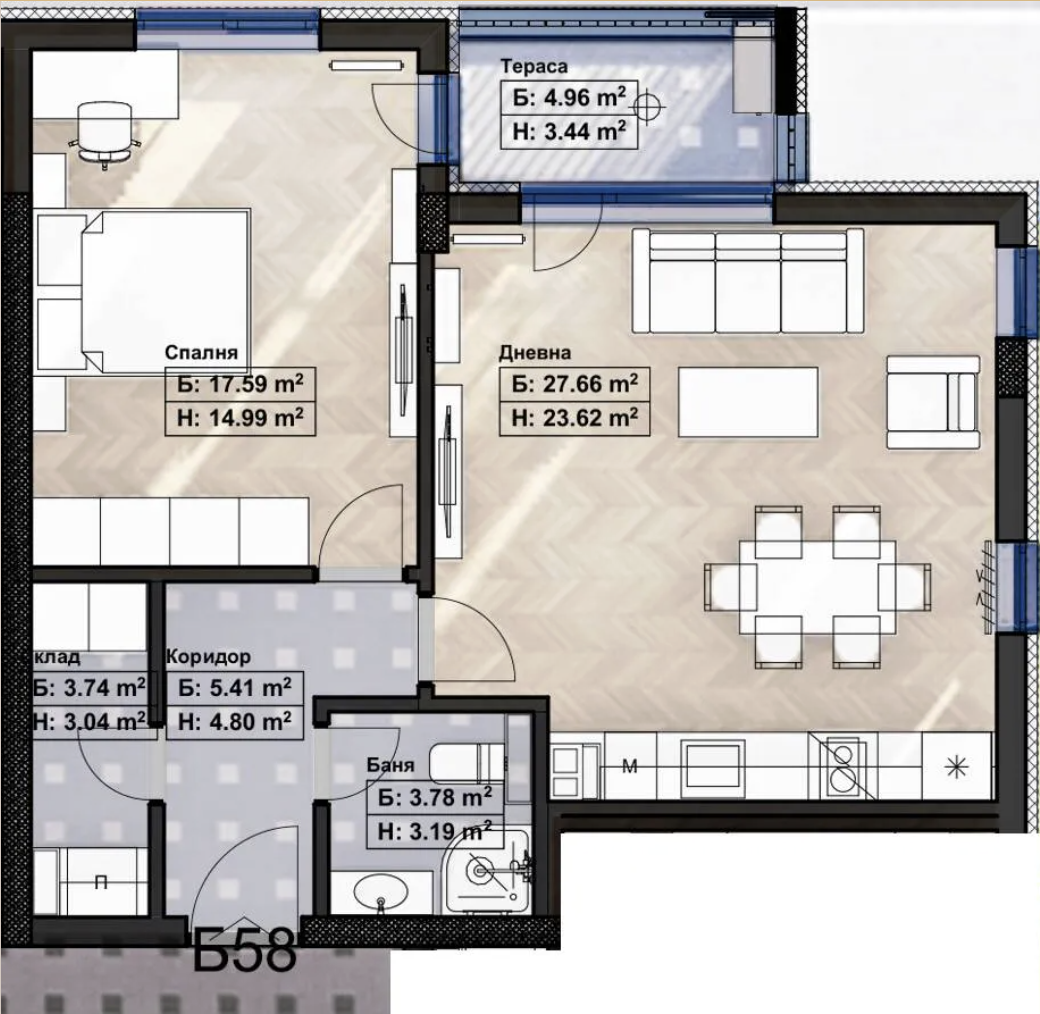 Тераса
Б: 4.96 m²
Н: 3.44 m²
Спалня
Б: 17.59 m²
Н: 14.99 m²
Дневна
Б: 27.66 m²
Н: 23.62 m²
клад
Б: 3.74 m²
Н: 3.04 m²
Коридор
Б: 5.41 m²
Н: 4.80 m²
Баня
Б: 3.78 m²
Н: 3.19 m²
М
П
Б58